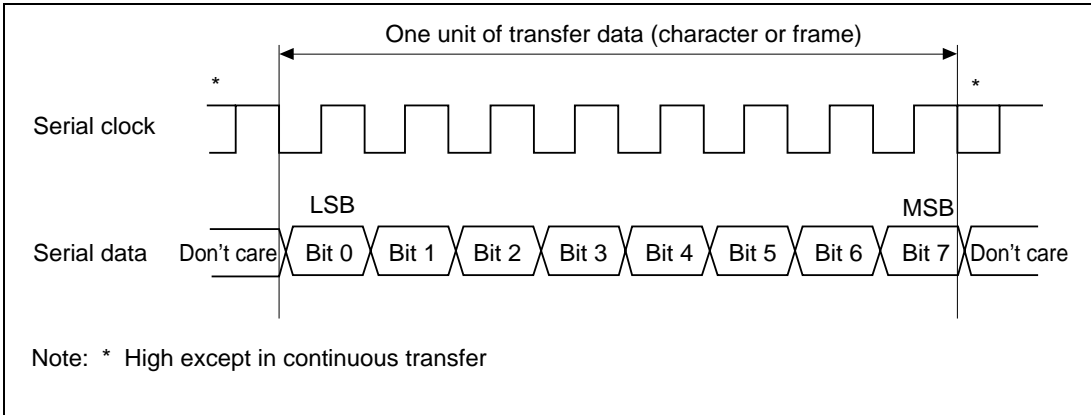 One unit of transfer data (character or frame)
* *
Serial clock
LSB MSB
Serial data Don't care Bit 0 Bit 1 Bit 2 Bit 3 Bit 4 Bit 5 Bit 6 Bit 7 Don't care
Note: * High except in continuous transfer